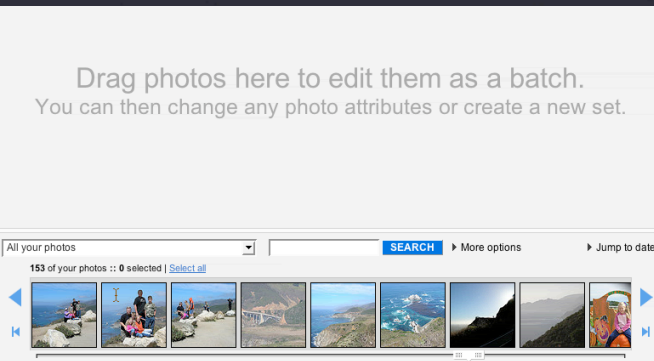 Drag photos here to edit them as a batch.
You can then change any photo attributes or create a new set.
All your photos SEARCH More options Jump to date
153 of your photos :: 0 selected | Select all